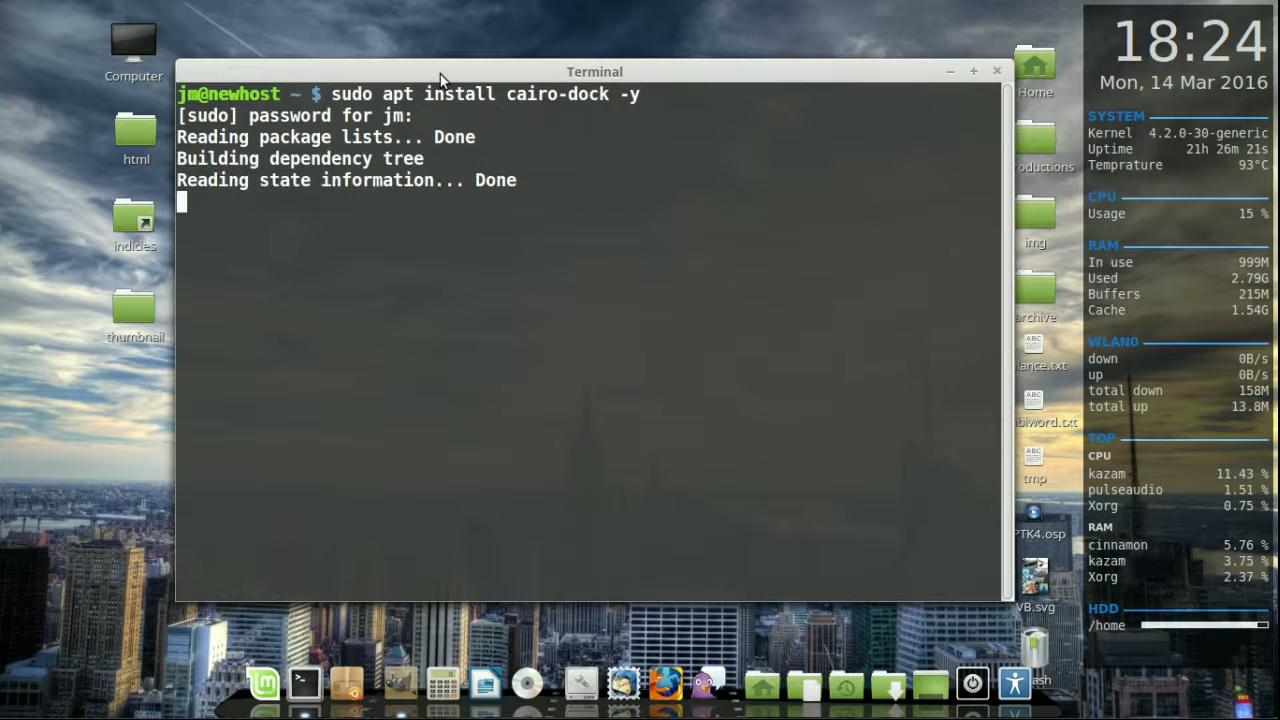 Computer
html
indicies
thumbnail
Terminal
jm@newhost ~ $ sudo apt install cairo-dock -y
[sudo] password for jm:
Reading package lists... Done
Building dependency tree
Reading state information... Done
Home
roductions
img
archive
lance.txt
biword.txt
tmp
PTK4.osp
VB.svg
ash
18:24
Mon, 14 Mar 2016
SYSTEM
Kernel 4.2.0-30-generic
Uptime 21h 26m 21s
Temprature 93°C
CPU
Usage 15 %
RAM
In use 999M
Used 2.79G
Buffers 215M
Cache 1.54G
WLAN0
down 0B/s
up 0B/s
total down 158M
total up 13.8M
TOP
CPU
kazam 11.43 %
pulseaudio 1.51 %
Xorg 0.75 %
RAM
cinnamon 5.76 %
kazam 3.75 %
Xorg 2.37 %
HDD
/home